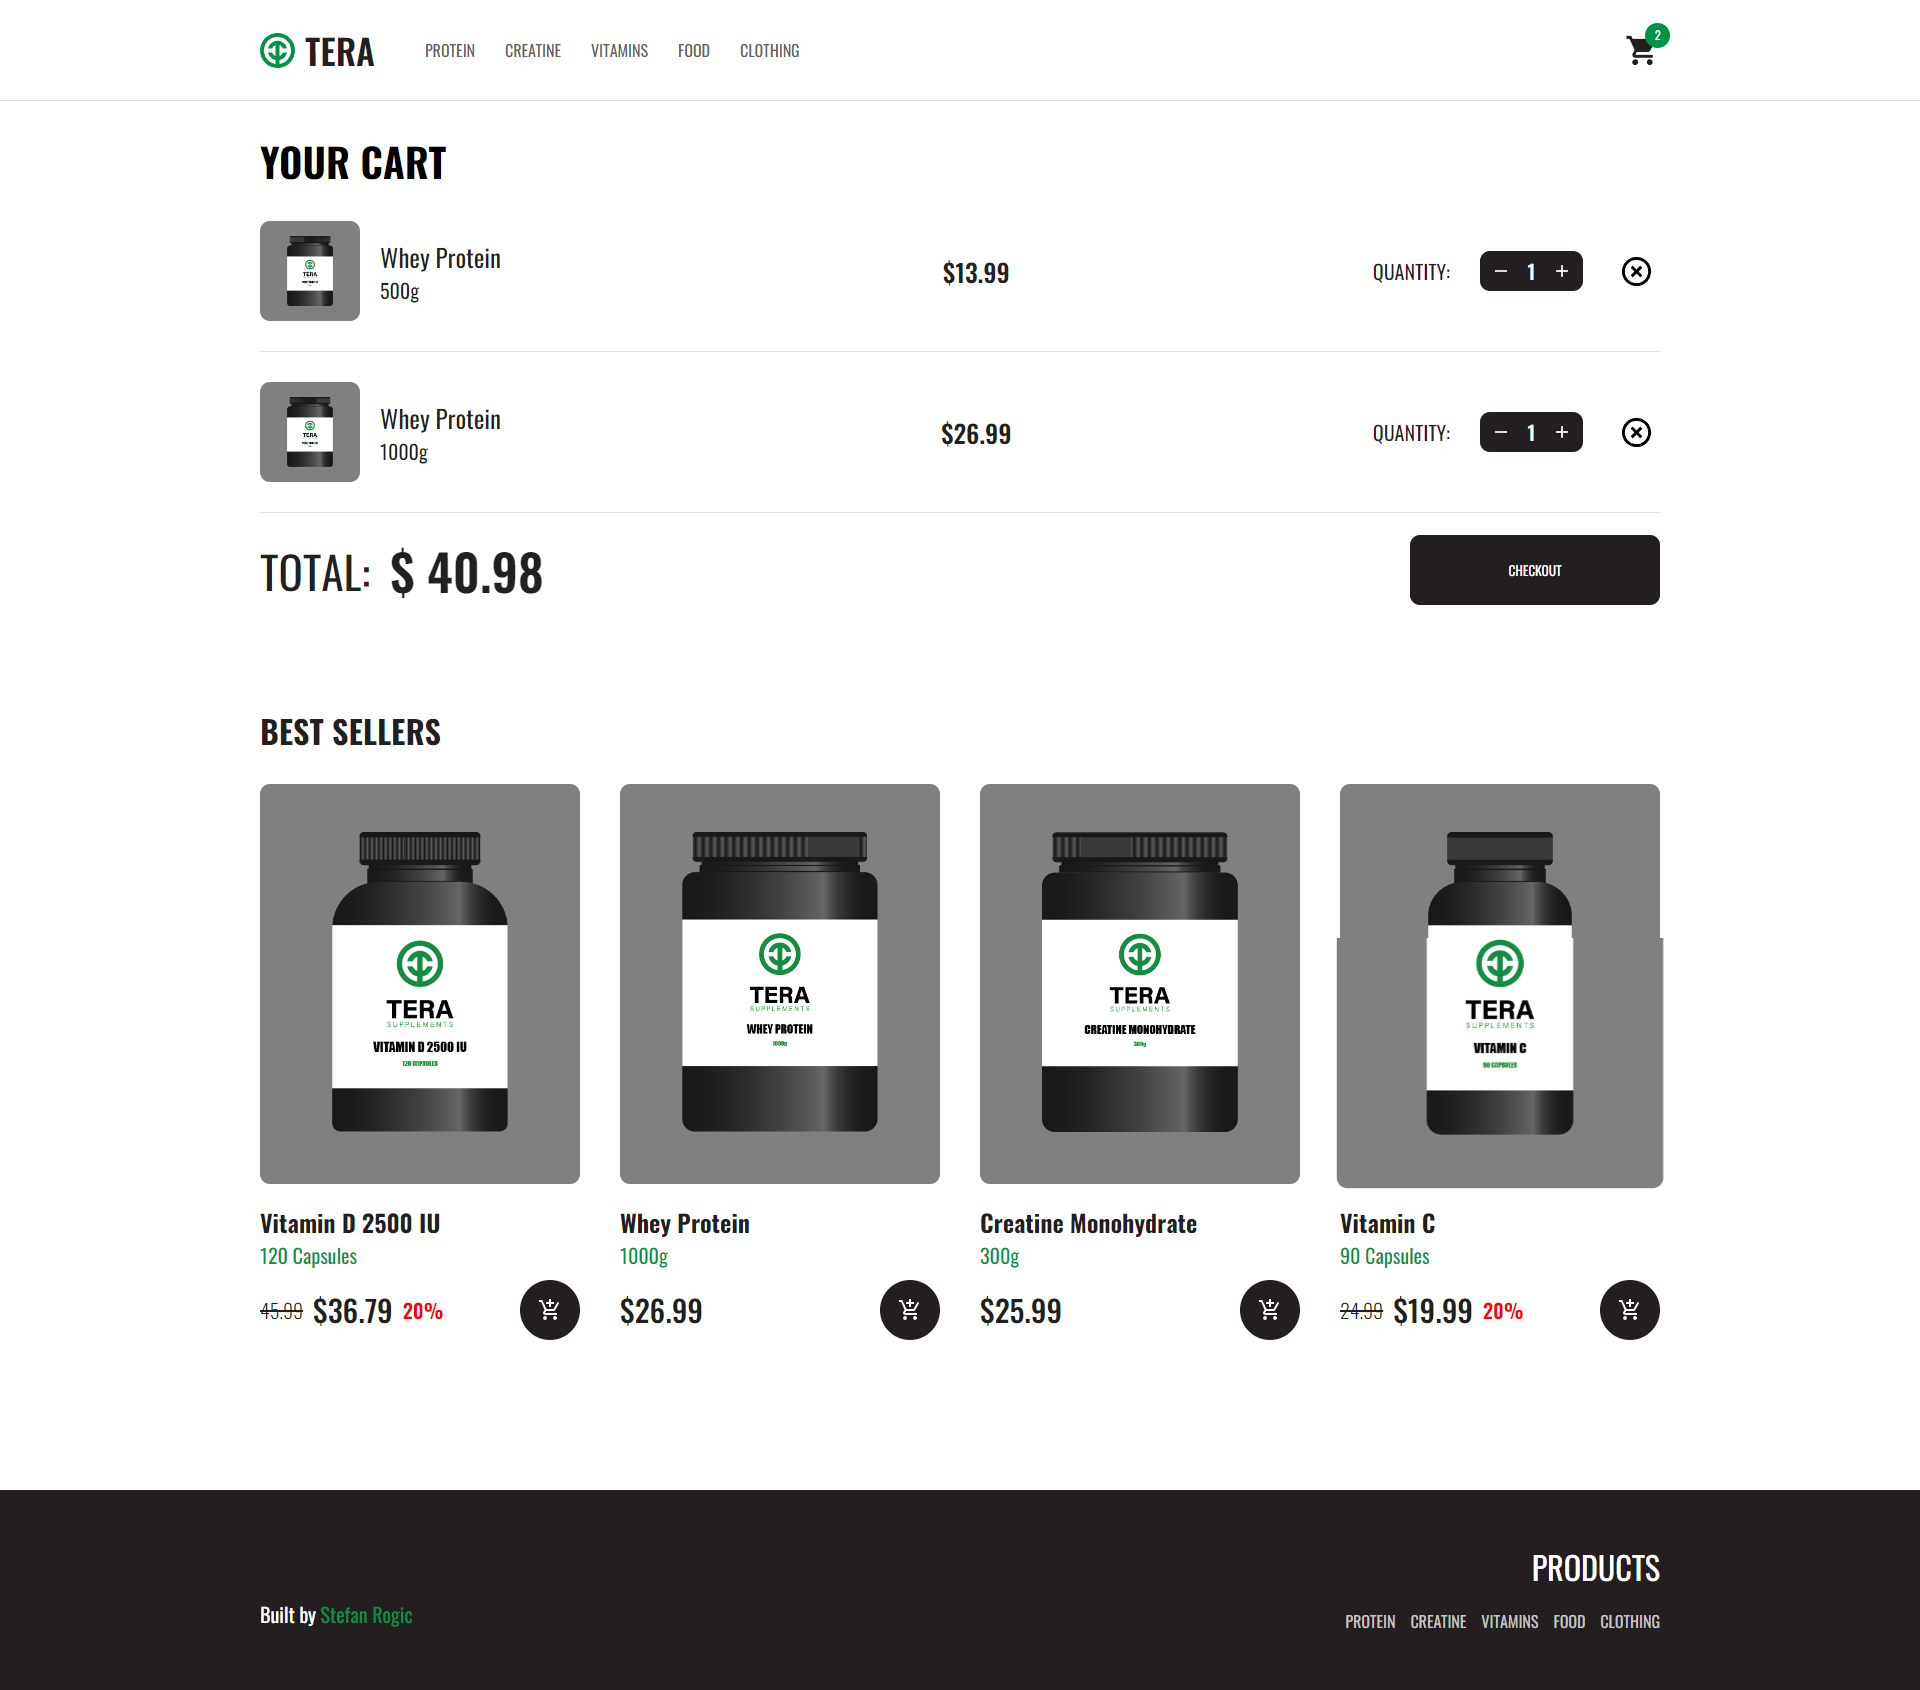 TERA
PROTEIN CREATINE VITAMINS FOOD CLOTHING
2
YOUR CART
Whey Protein
500g
$13.99
QUANTITY: − 1 +
TERA
Whey Protein
1000g
$26.99
QUANTITY: − 1 +
TERA
TOTAL: $ 40.98
CHECKOUT
BEST SELLERS
TERA
SUPPLEMENTS
VITAMIN D 2500 IU
120 CAPSULES
TERA
SUPPLEMENTS
WHEY PROTEIN
1000g
TERA
SUPPLEMENTS
CREATINE MONOHYDRATE
300g
TERA
SUPPLEMENTS
VITAMIN C
90 CAPSULES
Vitamin D 2500 IU
120 Capsules
45.99 $36.79 20%
Whey Protein
1000g
$26.99
Creatine Monohydrate
300g
$25.99
Vitamin C
90 Capsules
24.99 $19.99 20%
PRODUCTS
Built by Stefan Rogic
PROTEIN CREATINE VITAMINS FOOD CLOTHING